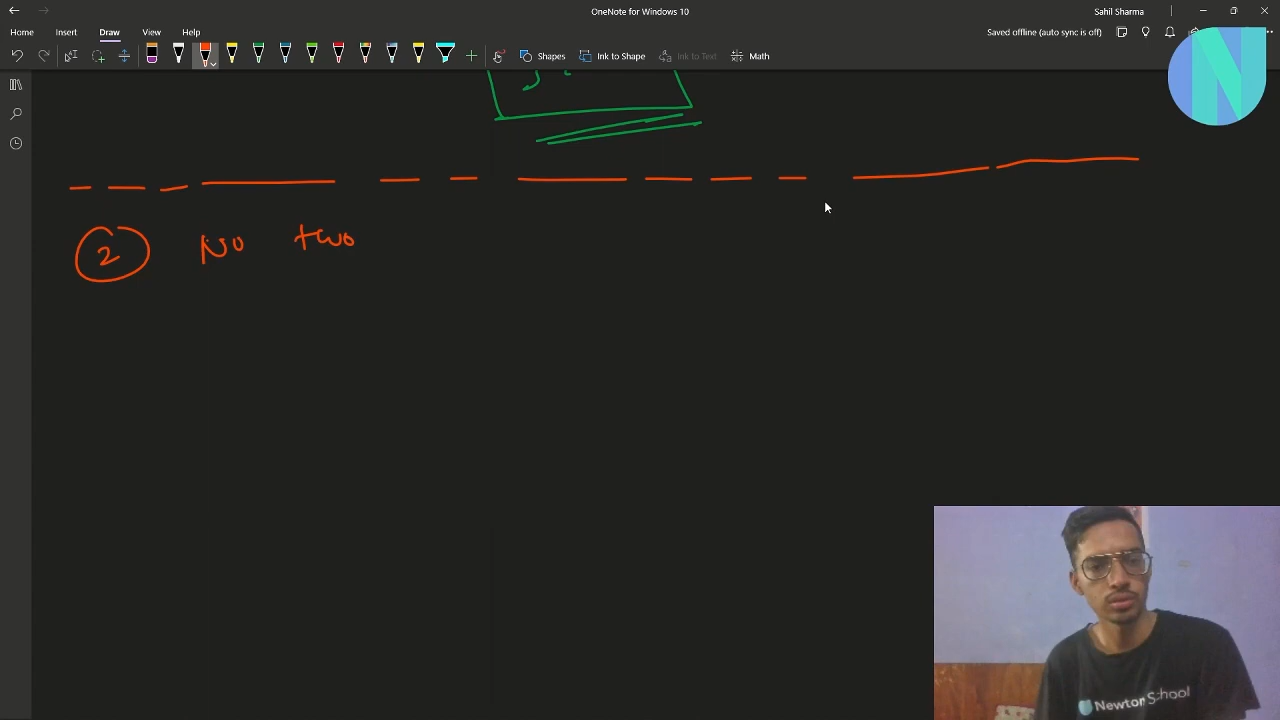 OneNote for Windows 10
Sahil Sharma
Home Insert Draw View Help
Saved offline (auto sync is off)
Shapes Ink to Shape Ink to Text Math
2 No two
Newton School